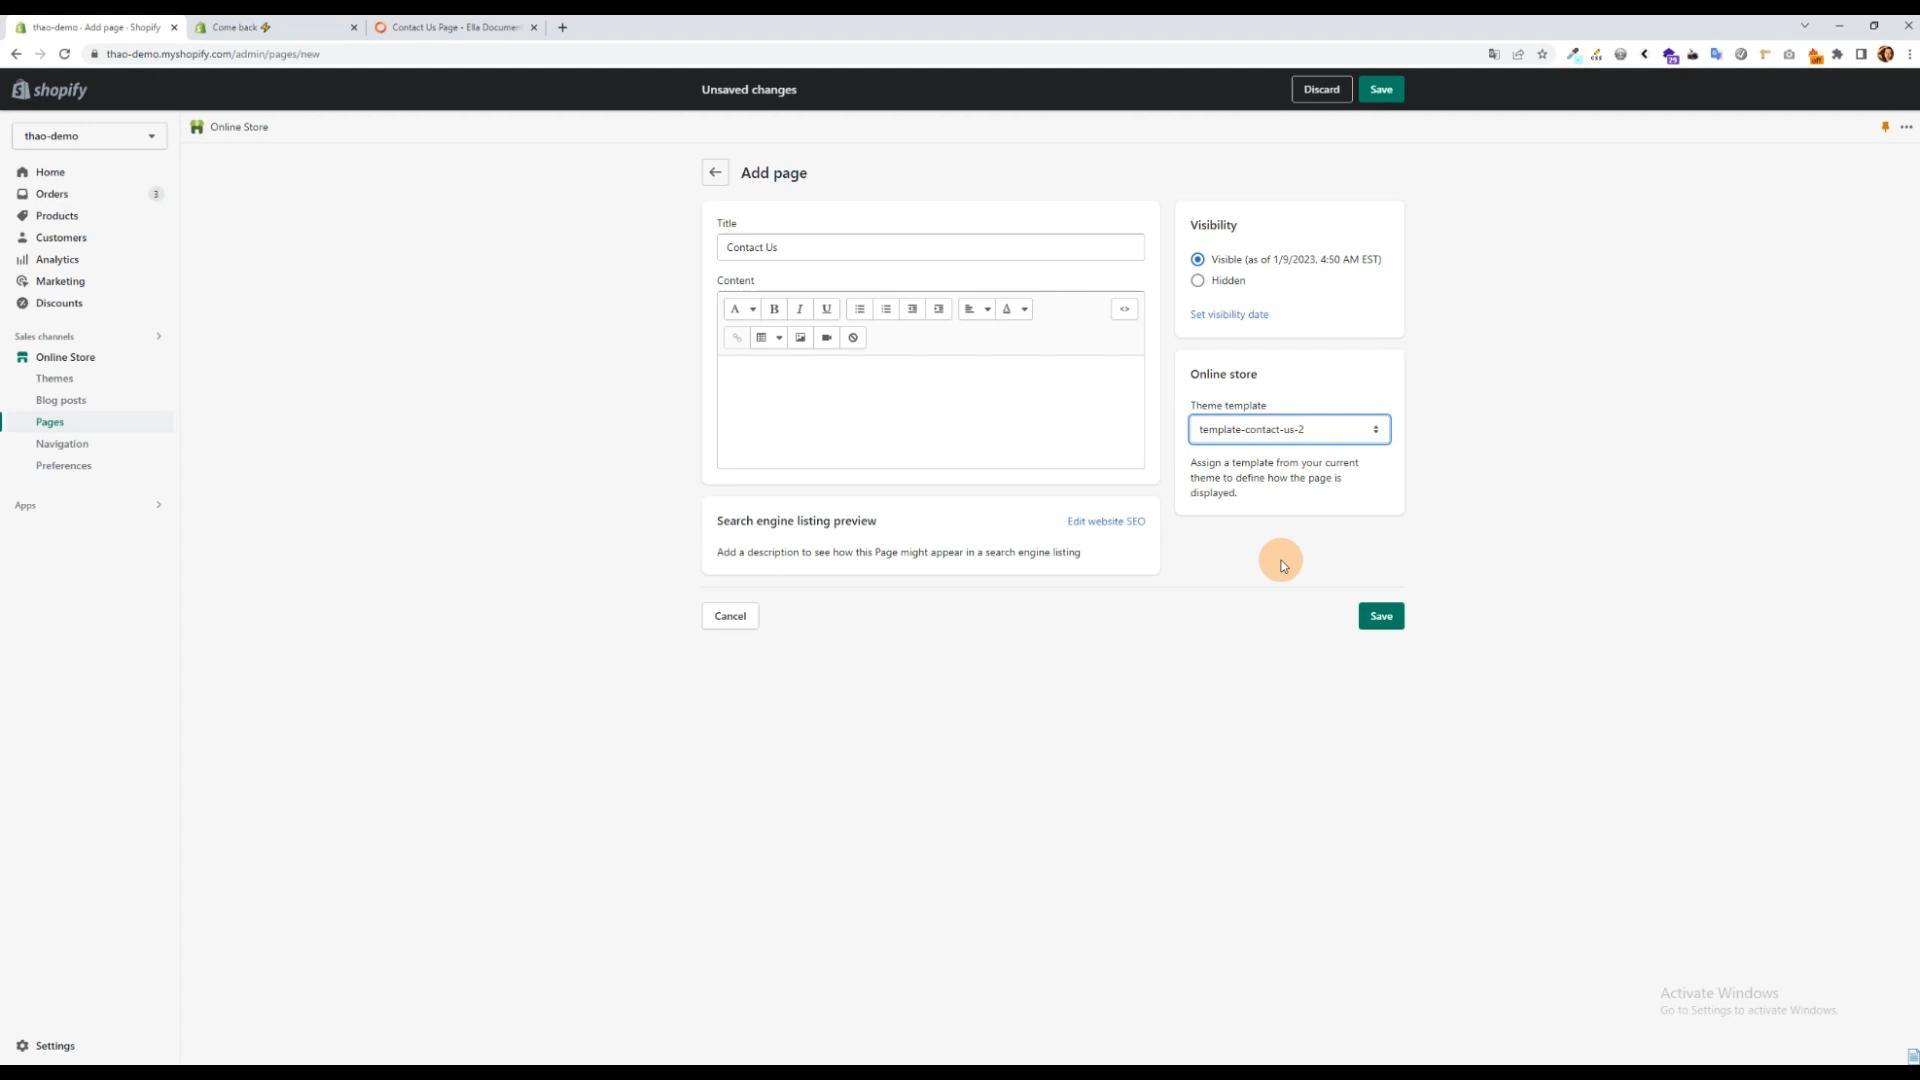 thao-demo · Add page · Shopify
Come back⚡
Contact Us Page - Ella Document
thao-demo.myshopify.com/admin/pages/new
shopify
Unsaved changes
Discard
Save
thao-demo
Online Store
Home
Orders
3
Products
Customers
Analytics
Marketing
Discounts
Sales channels
Online Store
Themes
Blog posts
Pages
Navigation
Preferences
Apps
Settings
Add page
Title
Contact Us
Content
A
B
I
U
A
<>
Search engine listing preview
Edit website SEO
Add a description to see how this Page might appear in a search engine listing
Cancel
Save
Visibility
Visible (as of 1/9/2023, 4:50 AM EST)
Hidden
Set visibility date
Online store
Theme template
template-contact-us-2
Assign a template from your current
theme to define how the page is
displayed.
Activate Windows
Go to Settings to activate Windows.